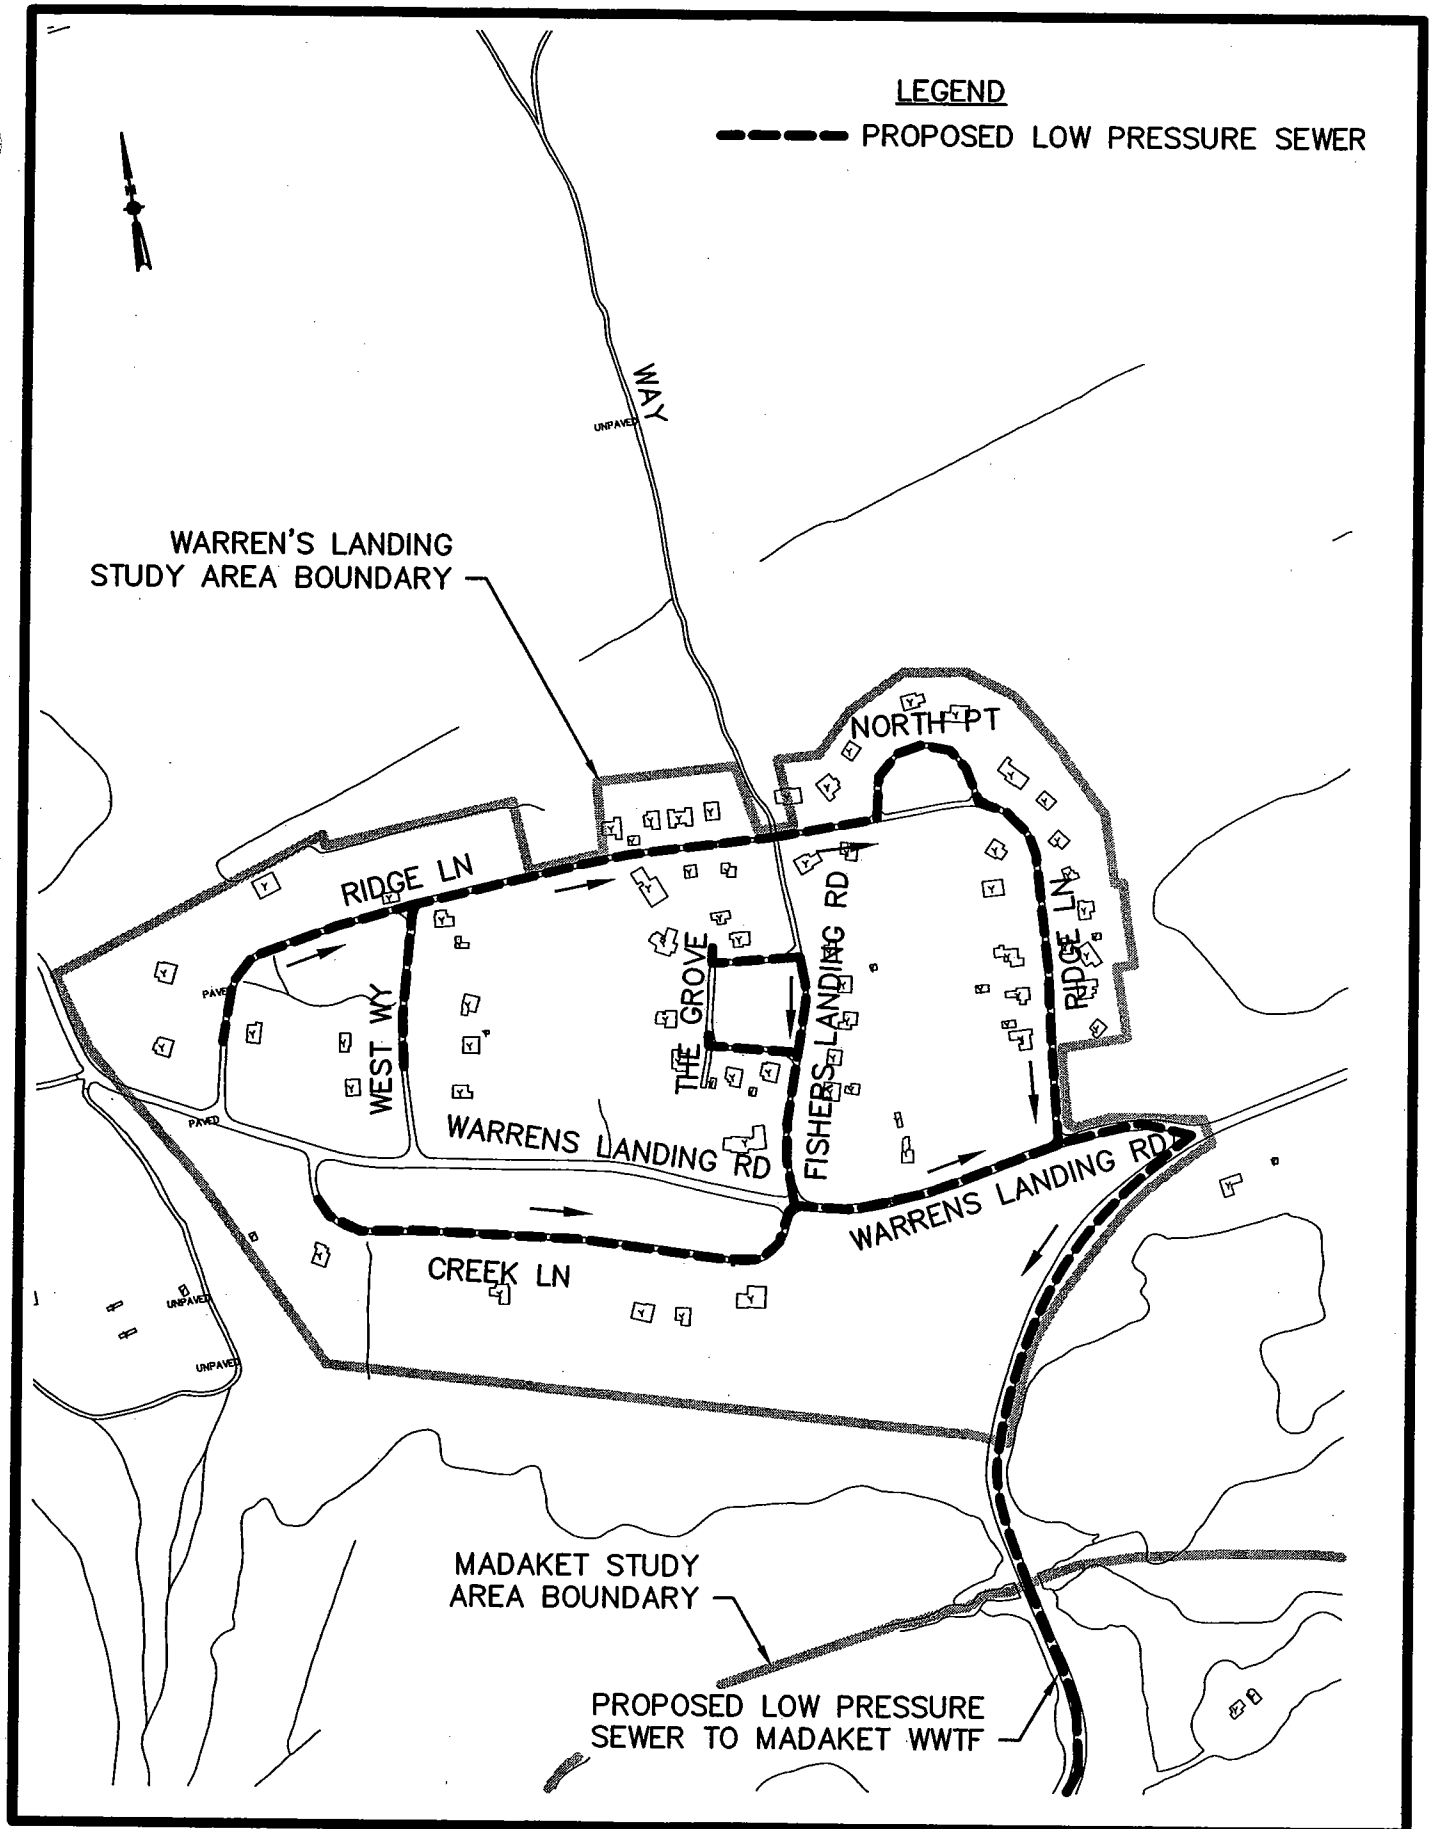 LEGEND
PROPOSED LOW PRESSURE SEWER
N
WAY
UNPAVED
WARREN'S LANDING
STUDY AREA BOUNDARY
NORTH PT
RIDGE LN
RIDGE LN
PAVED
WEST WY
THE GROVE
FISHERS LANDING RD
PAVED
WARRENS LANDING RD
WARRENS LANDING RD
CREEK LN
UNPAVED
UNPAVED
MADAKET STUDY
AREA BOUNDARY
PROPOSED LOW PRESSURE
SEWER TO MADAKET WWTF